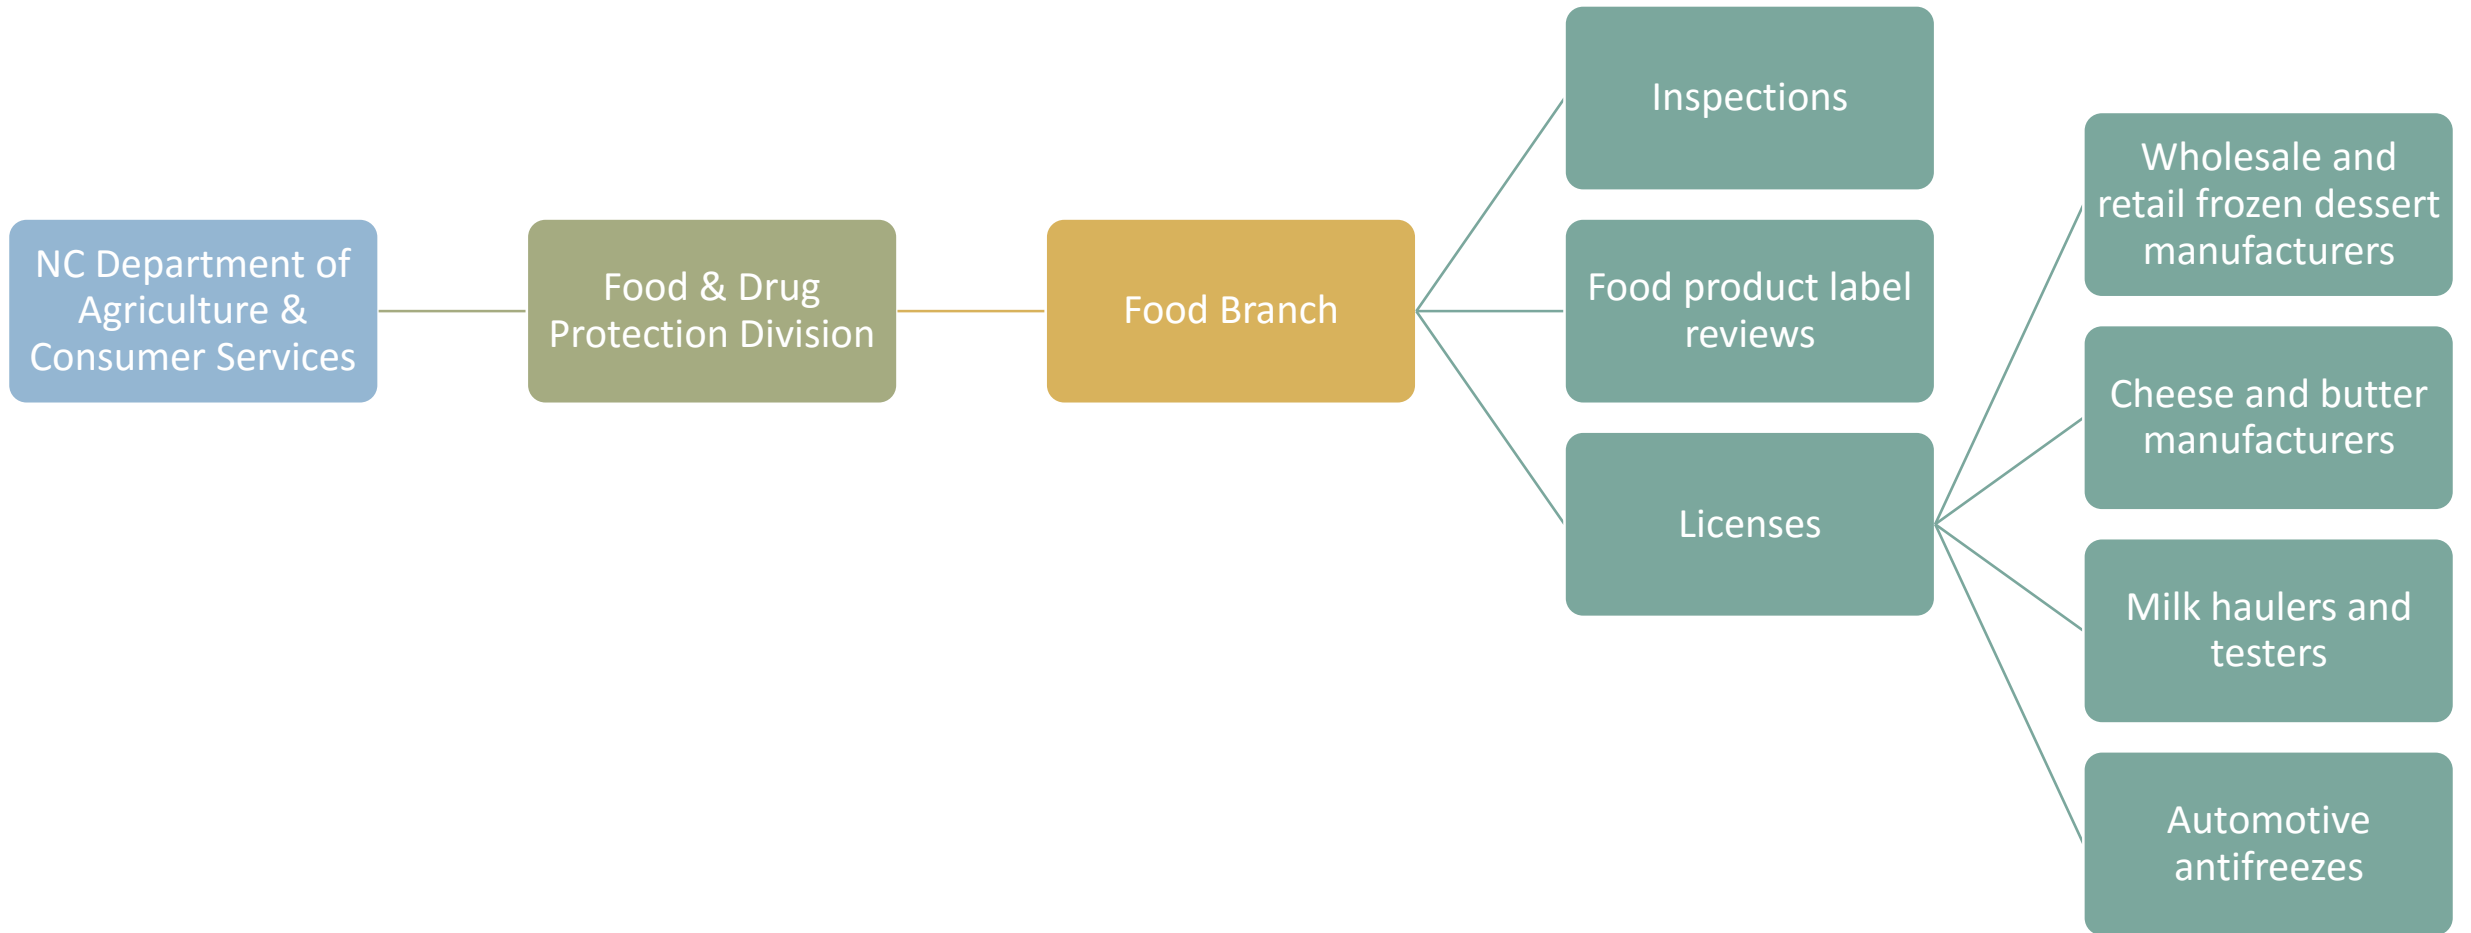 NC Department of
Agriculture &
Consumer Services
Food & Drug
Protection Division
Food Branch
Inspections
Food product label
reviews
Licenses
Wholesale and
retail frozen dessert
manufacturers
Cheese and butter
manufacturers
Milk haulers and
testers
Automotive
antifreezes